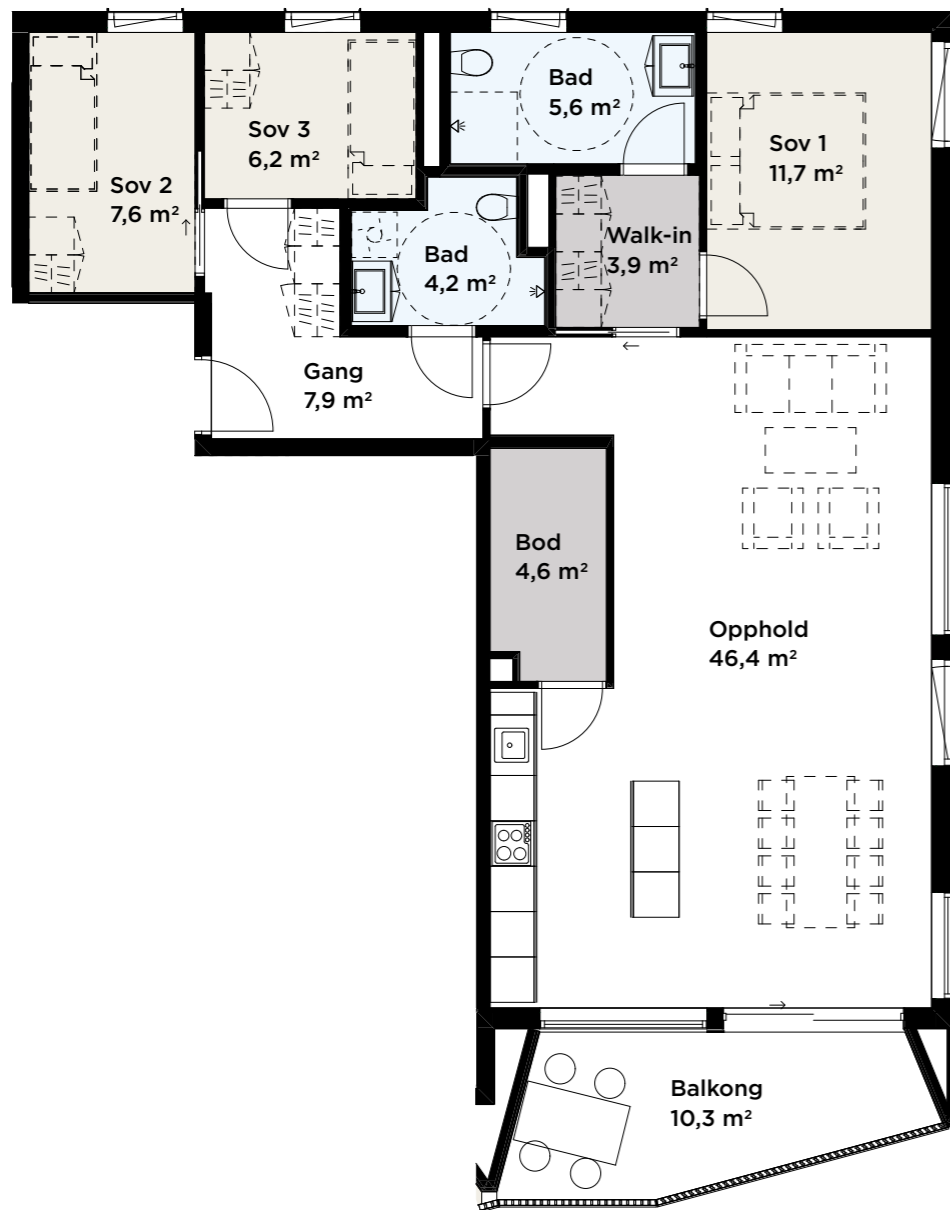 Bad
5,6 m²
Sov 3
6,2 m²
Sov 1
11,7 m²
Sov 2
7,6 m²
Walk-in
3,9 m²
Bad
4,2 m²
Gang
7,9 m²
Bod
4,6 m²
Opphold
46,4 m²
Balkong
10,3 m²